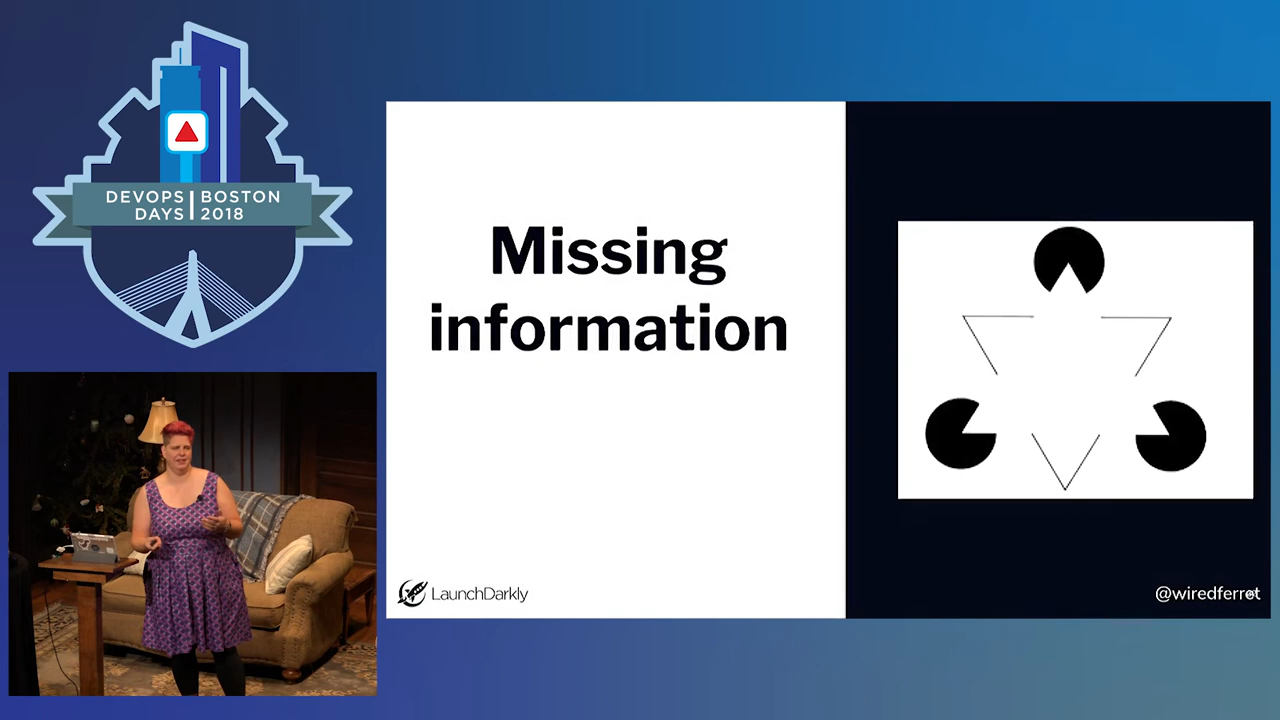 DEVOPS BOSTON
DAYS 2018
Missing
information
LaunchDarkly
@wiredferret